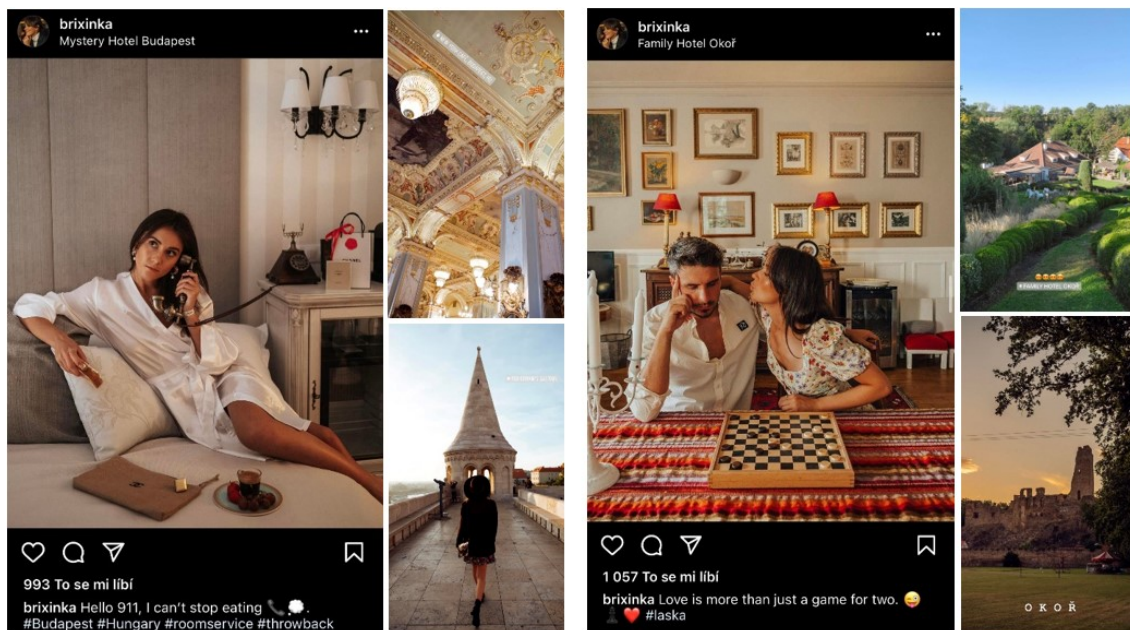 brixinka
Mystery Hotel Budapest
993 To se mi líbí
brixinka Hello 911, I can't stop eating 📞💭.
#Budapest #Hungary #roomservice #throwback
brixinka
Family Hotel Okoř
1 057 To se mi líbí
brixinka Love is more than just a game for two. 😜
♟️❤️ #laska
FAMILY HOTEL OKOŘ
OKOŘ